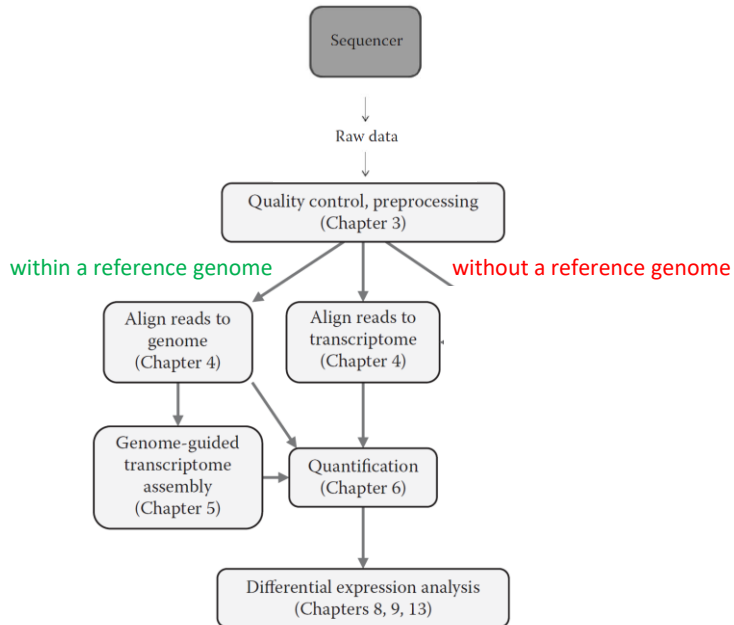 Sequencer
Raw data
Quality control, preprocessing
(Chapter 3)
within a reference genome
without a reference genome
Align reads to
genome
(Chapter 4)
Align reads to
transcriptome
(Chapter 4)
Genome-guided
transcriptome
assembly
(Chapter 5)
Quantification
(Chapter 6)
Differential expression analysis
(Chapters 8, 9, 13)